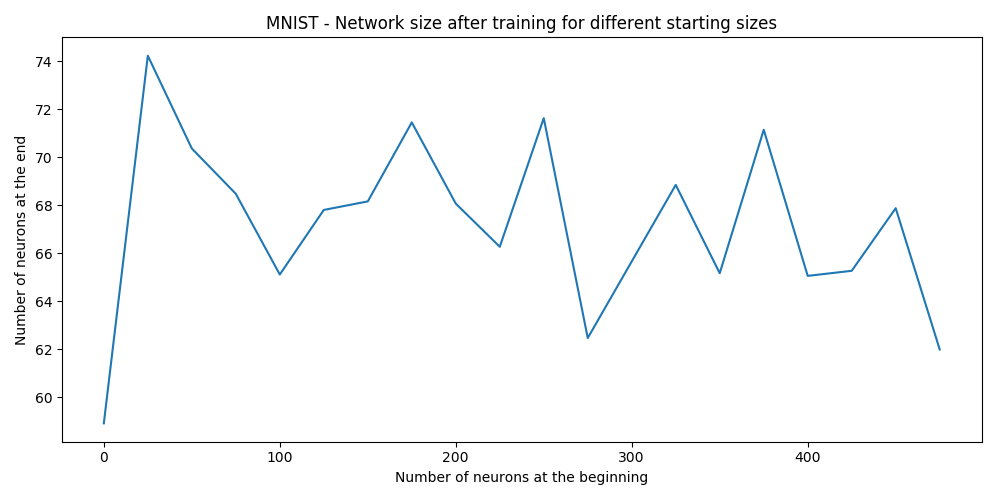 MNIST - Network size after training for different starting sizes
Number of neurons at the end
74
72
70
68
66
64
62
60
0 100 200 300 400
Number of neurons at the beginning